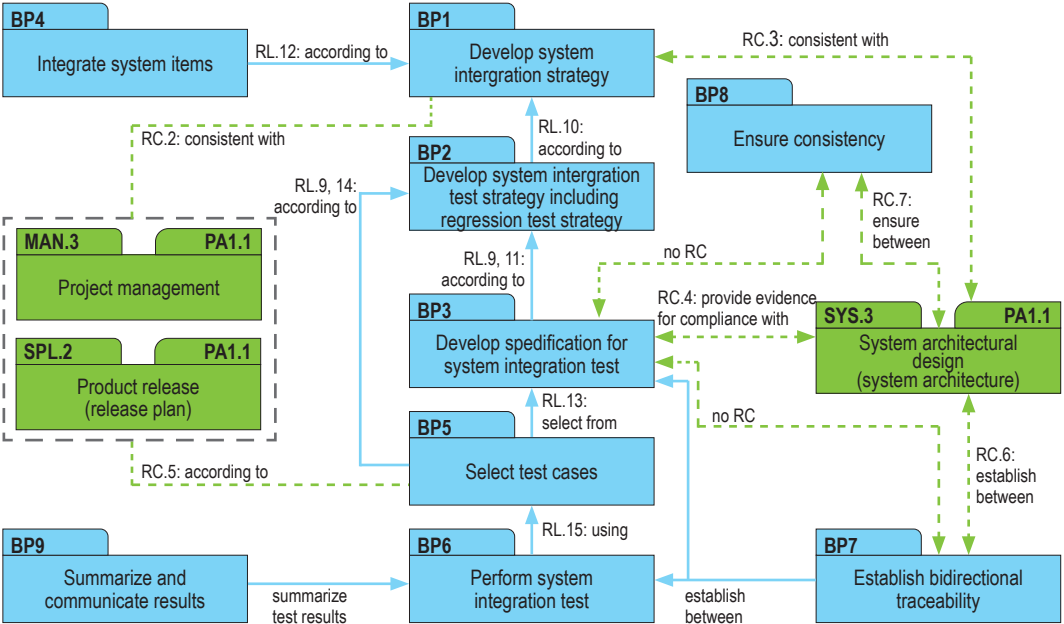 BP4
Integrate system items
RL.12: according to
BP1
Develop system
intergration strategy
RC.3: consistent with
BP8
Ensure consistency
RC.2: consistent with
RL.10:
according to
BP2
Develop system intergration
test strategy including
regression test strategy
RL.9, 14:
according to
RC.7:
ensure
between
MAN.3
PA1.1
Project management
RL.9, 11:
according to
no RC
BP3
Develop spedification for
system integration test
RC.4: provide evidence
for compliance with
SYS.3
PA1.1
System architectural
design
(system architecture)
SPL.2
PA1.1
Product release
(release plan)
RL.13:
select from
no RC
BP5
Select test cases
RC.5: according to
RC.6:
establish
between
RL.15: using
BP9
Summarize and
communicate results
summarize
test results
BP6
Perform system
integration test
establish
between
BP7
Establish bidirectional
traceability